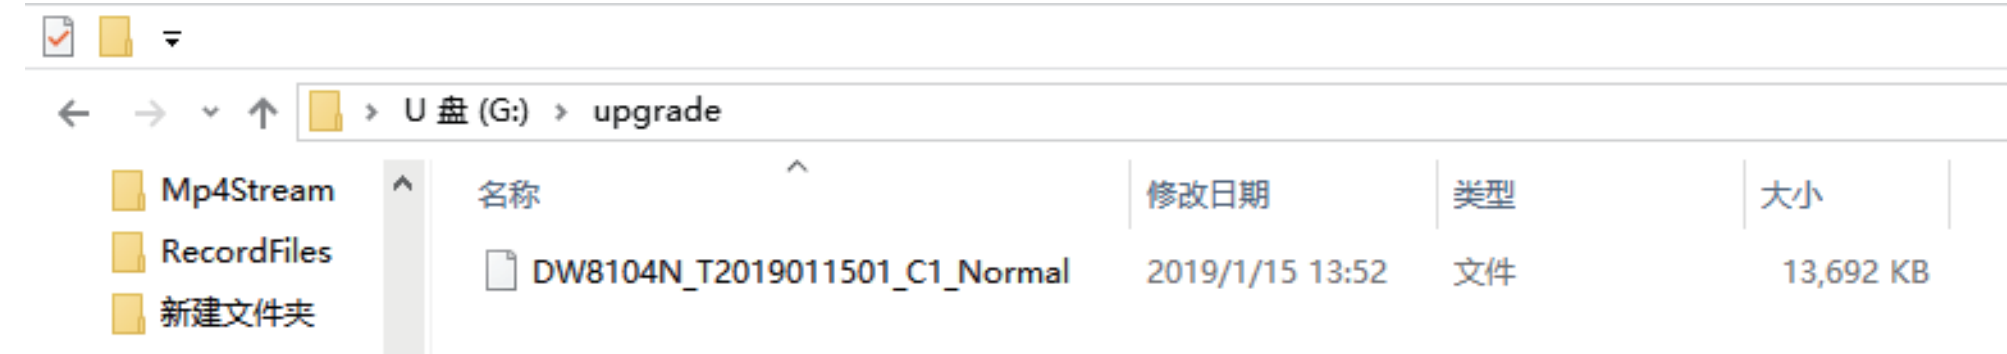 U 盘 (G:) > upgrade
Mp4Stream
RecordFiles
新建文件夹
名称 修改日期 类型 大小
DW8104N_T2019011501_C1_Normal 2019/1/15 13:52 文件 13,692 KB